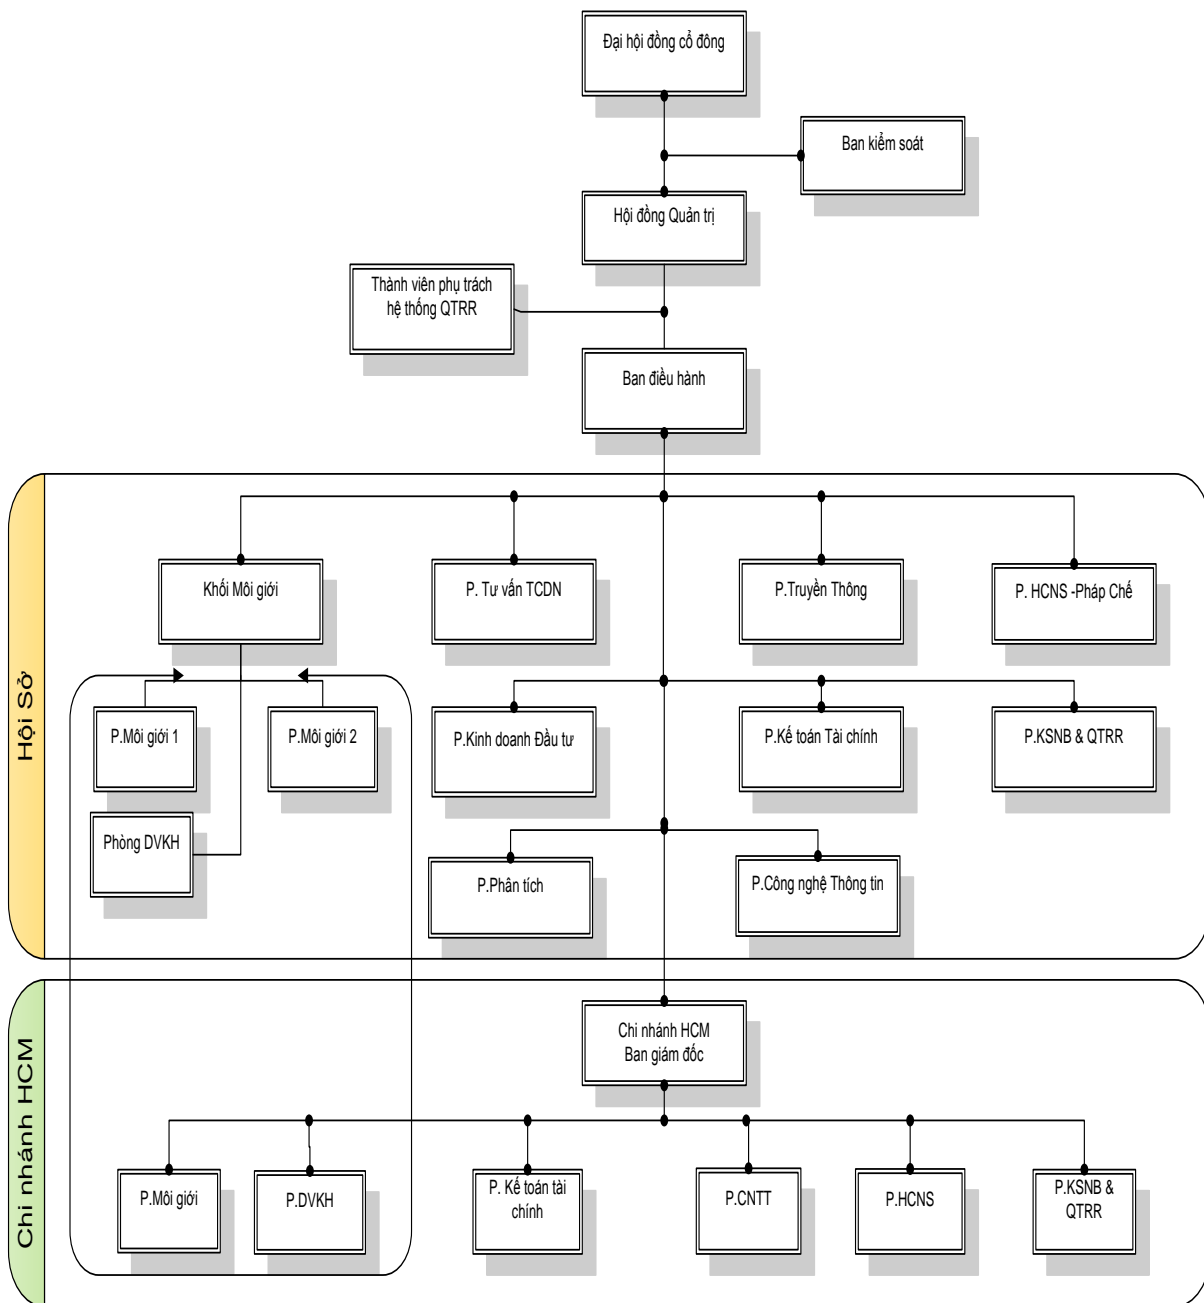 Đại hội đồng cổ đông
Ban kiểm soát
Hội đồng Quản trị
Thành viên phụ trách
hệ thống QTRR
Ban điều hành
Hội Sở
Khối Môi giới
P. Tư vấn TCDN
P.Truyền Thông
P. HCNS -Pháp Chế
P.Môi giới 1
P.Môi giới 2
P.Kinh doanh Đầu tư
P.Kế toán Tài chính
P.KSNB & QTRR
Phòng DVKH
P.Phân tích
P.Công nghệ Thông tin
Chi nhánh HCM
Chi nhánh HCM
Ban giám đốc
P.Môi giới
P.DVKH
P. Kế toán tài
chính
P.CNTT
P.HCNS
P.KSNB &
QTRR